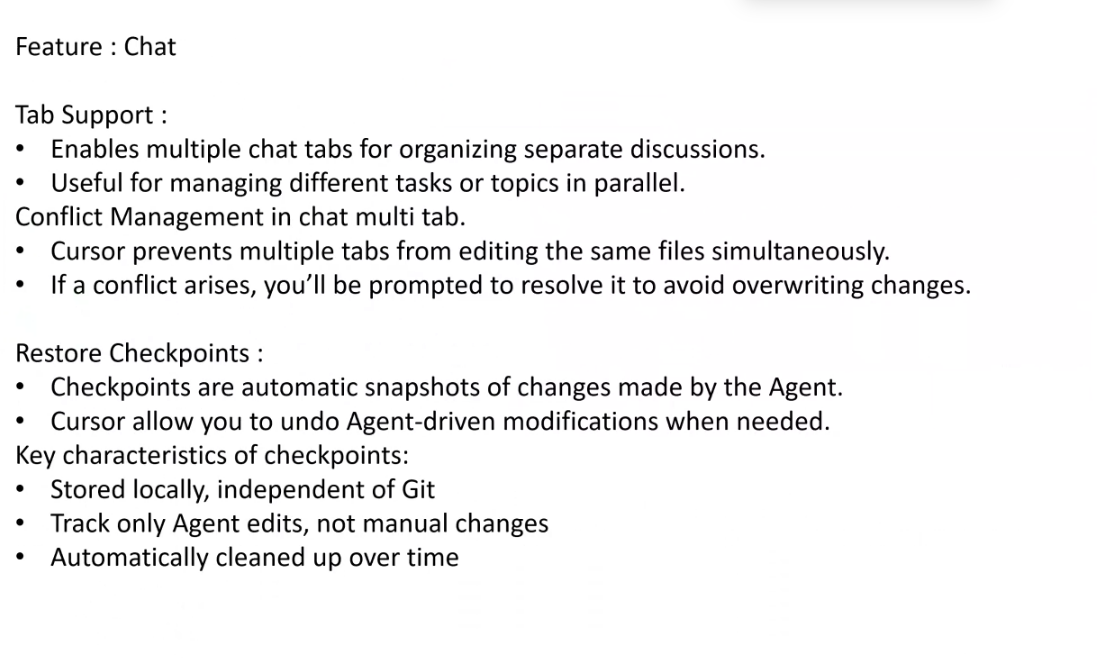 Feature : Chat
Tab Support :
• Enables multiple chat tabs for organizing separate discussions.
• Useful for managing different tasks or topics in parallel.
Conflict Management in chat multi tab.
• Cursor prevents multiple tabs from editing the same files simultaneously.
• If a conflict arises, you’ll be prompted to resolve it to avoid overwriting changes.
Restore Checkpoints :
• Checkpoints are automatic snapshots of changes made by the Agent.
• Cursor allow you to undo Agent-driven modifications when needed.
Key characteristics of checkpoints:
• Stored locally, independent of Git
• Track only Agent edits, not manual changes
• Automatically cleaned up over time